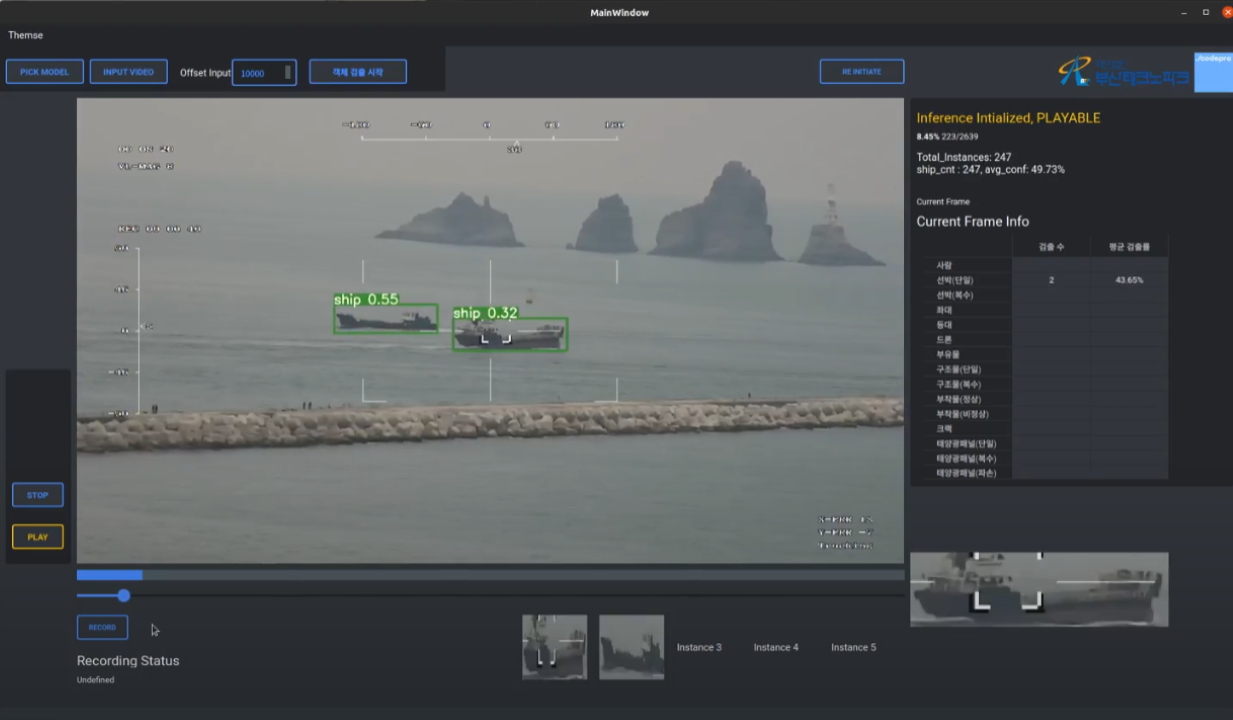 MainWindow
Themse
PICK MODEL
INPUT VIDEO
Offset Input
10000
객체 검출 시작
RE INITIATE
부산테크노파크
./bodepro
Inference Intialized, PLAYABLE
8.45% 223/2639
Total_Instances: 247
ship_cnt : 247, avg_conf: 49.73%
Current Frame
Current Frame Info
검출 수 평균 검출률
사람
선박(단일) 2 43.65%
선박(복수)
파대
등대
드론
부유물
구조물(단일)
구조물(복수)
부착물(정상)
부착물(비정상)
크랙
태양광패널(단일)
태양광패널(복수)
태양광패널(파손)
0
ship 0.55
ship 0.32
STOP
PLAY
RECORD
Recording Status
Undefined
Instance 3
Instance 4
Instance 5